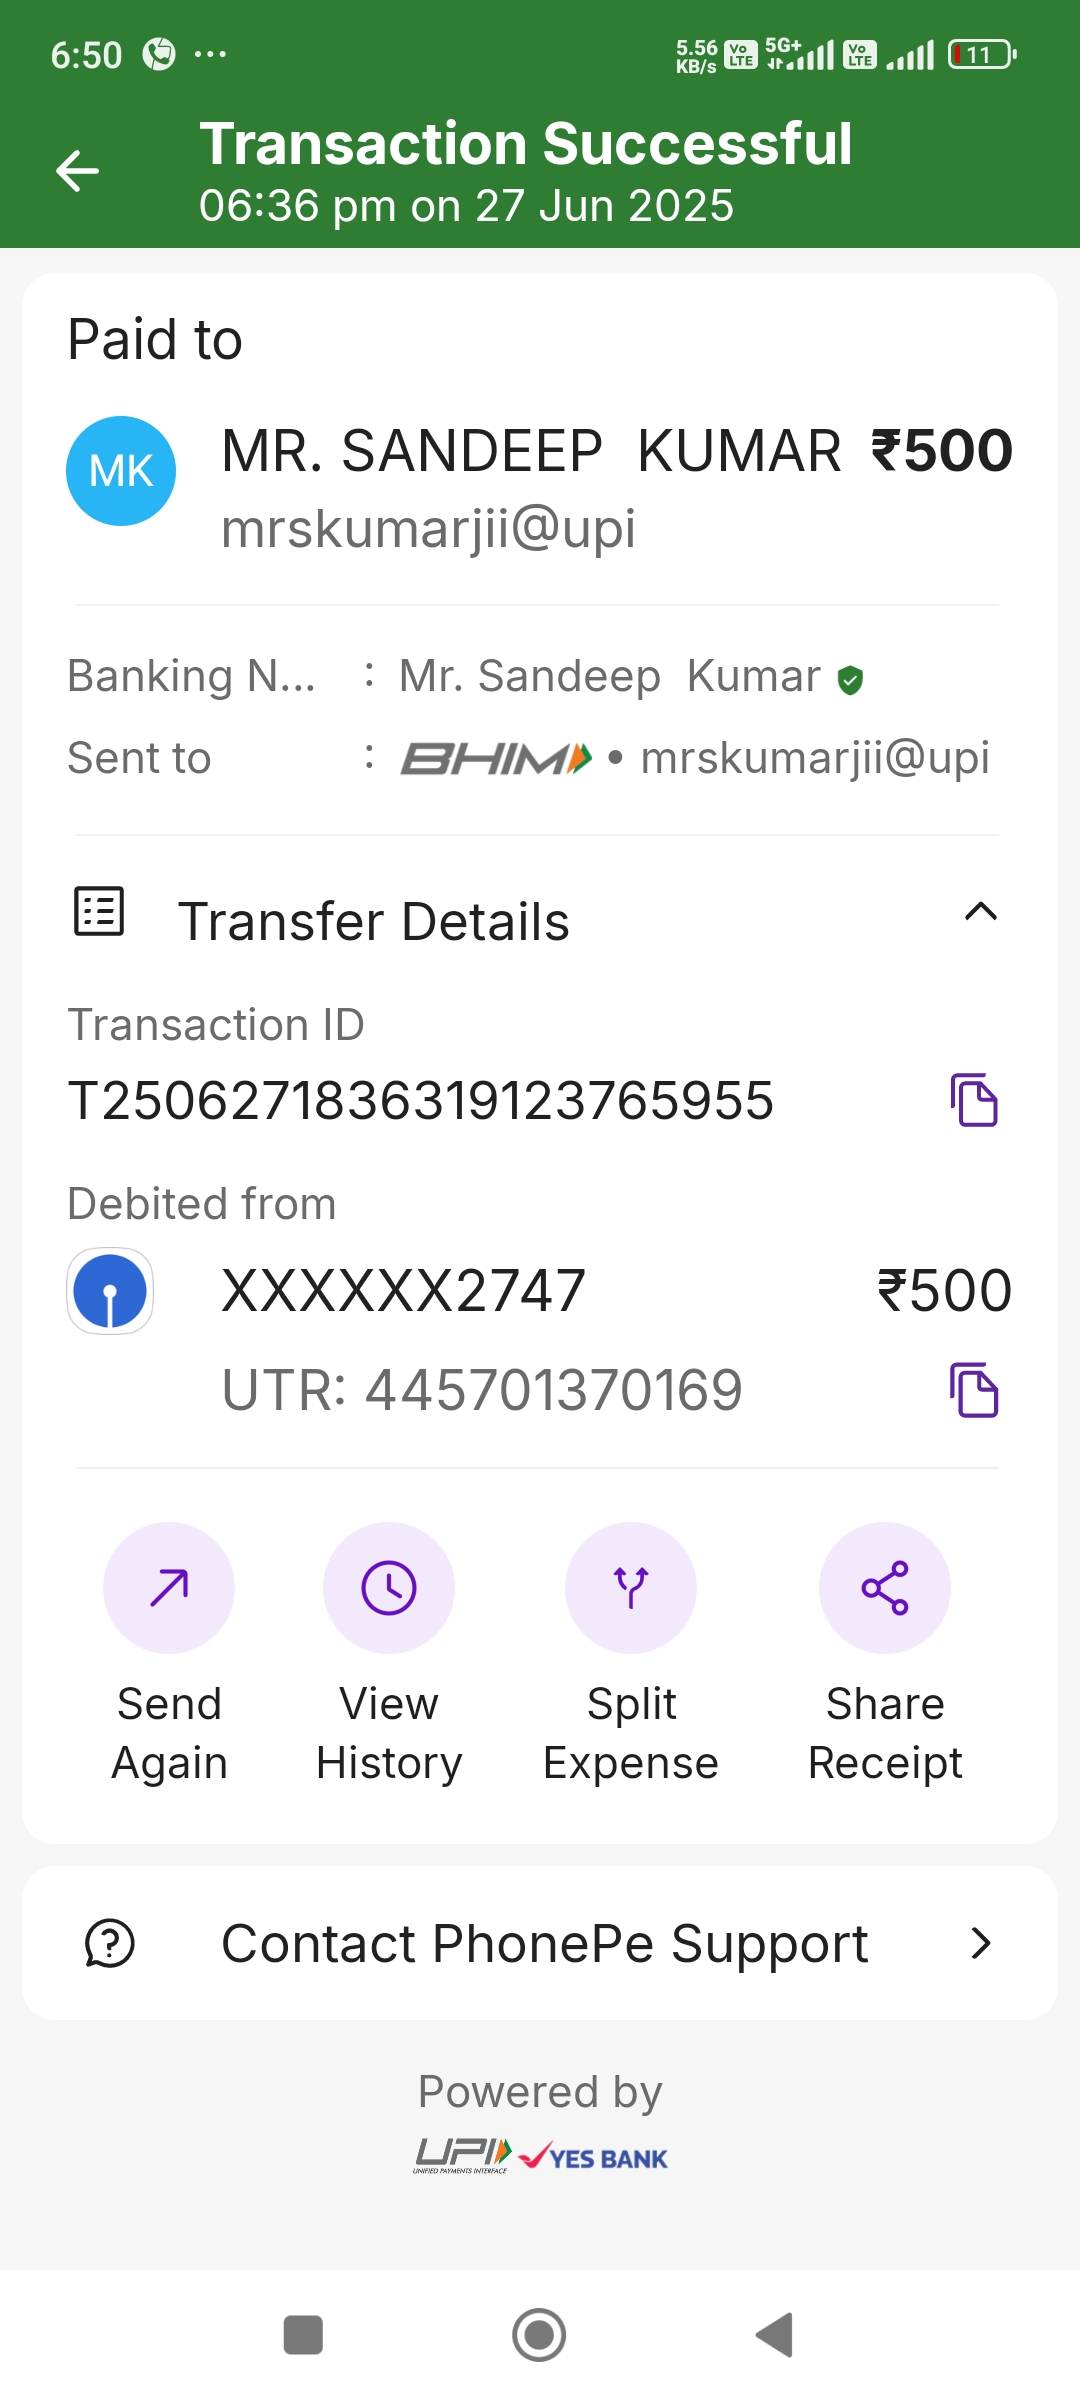 6:50 ... 5.56 KB/s Vo LTE 5G+ Vo LTE 11
Transaction Successful
06:36 pm on 27 Jun 2025
Paid to
MK MR. SANDEEP KUMAR ₹500
mrskumarjii@upi
Banking N... : Mr. Sandeep Kumar
Sent to : BHIM • mrskumarjii@upi
Transfer Details
Transaction ID
T2506271836319123765955
Debited from
XXXXXX2747 ₹500
UTR: 445701370169
Send Again
View History
Split Expense
Share Receipt
Contact PhonePe Support
Powered by
UPI YES BANK
UNIFIED PAYMENTS INTERFACE